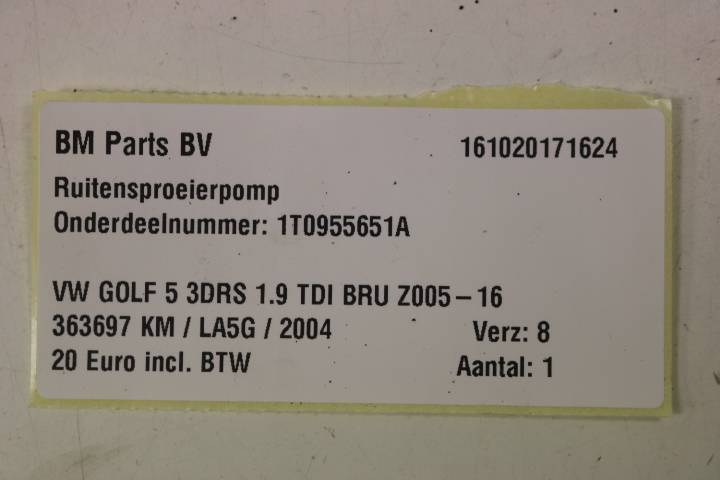 BM Parts BV 161020171624
Ruitensproeierpomp
Onderdeelnummer: 1T0955651A
VW GOLF 5 3DRS 1.9 TDI BRU Z005-16
363697 KM / LA5G / 2004 Verz: 8
20 Euro incl. BTW Aantal: 1